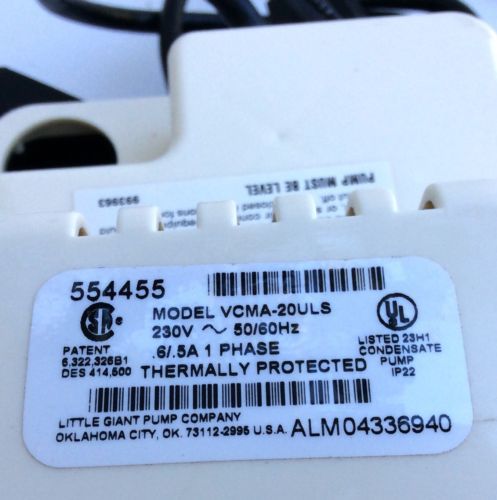 PUMP MUST BE LEVEL
993963
554455
MODEL VCMA-20ULS
230V ~ 50/60Hz
.6/.5A 1 PHASE
THERMALLY PROTECTED
PATENT
6,322,326B1
DES 414,500
UL
LISTED 23H1
CONDENSATE
PUMP
IP22
LITTLE GIANT PUMP COMPANY
OKLAHOMA CITY, OK. 73112-2995 U.S.A.
ALM04336940